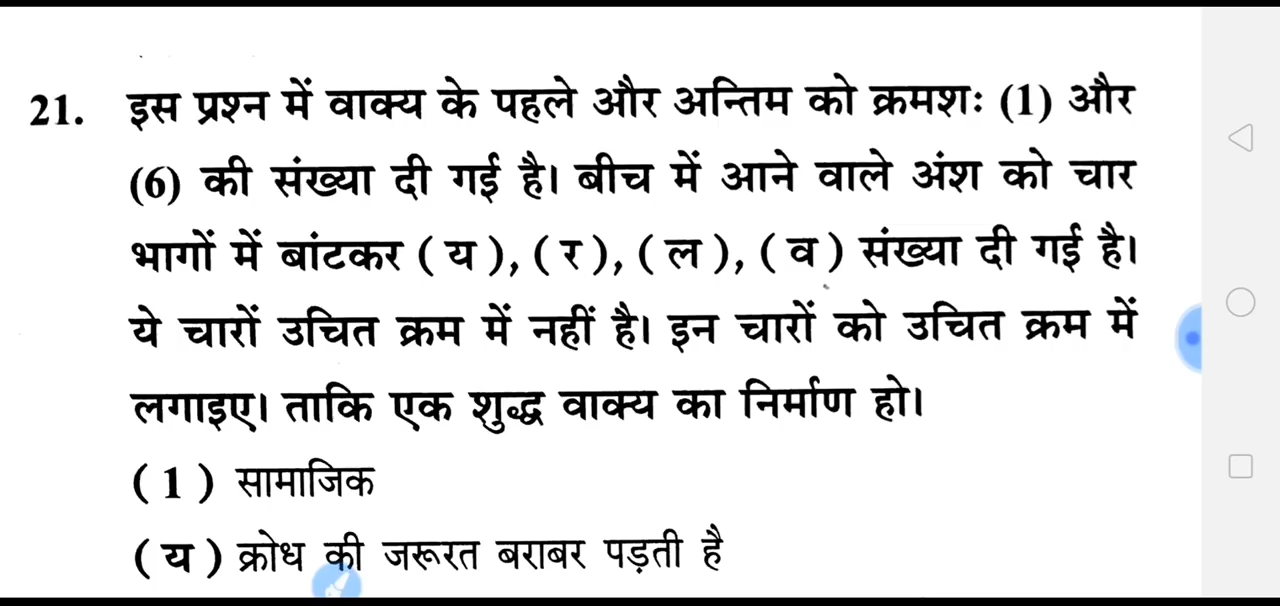 21. इस प्रश्न में वाक्य के पहले और अन्तिम को क्रमशः (1) और
(6) की संख्या दी गई है। बीच में आने वाले अंश को चार
भागों में बांटकर ( य ), ( र ), ( ल ), ( व ) संख्या दी गई है।
ये चारों उचित क्रम में नहीं है। इन चारों को उचित क्रम में
लगाइए। ताकि एक शुद्ध वाक्य का निर्माण हो।
( 1 ) सामाजिक
( य ) क्रोध की जरूरत बराबर पड़ती है